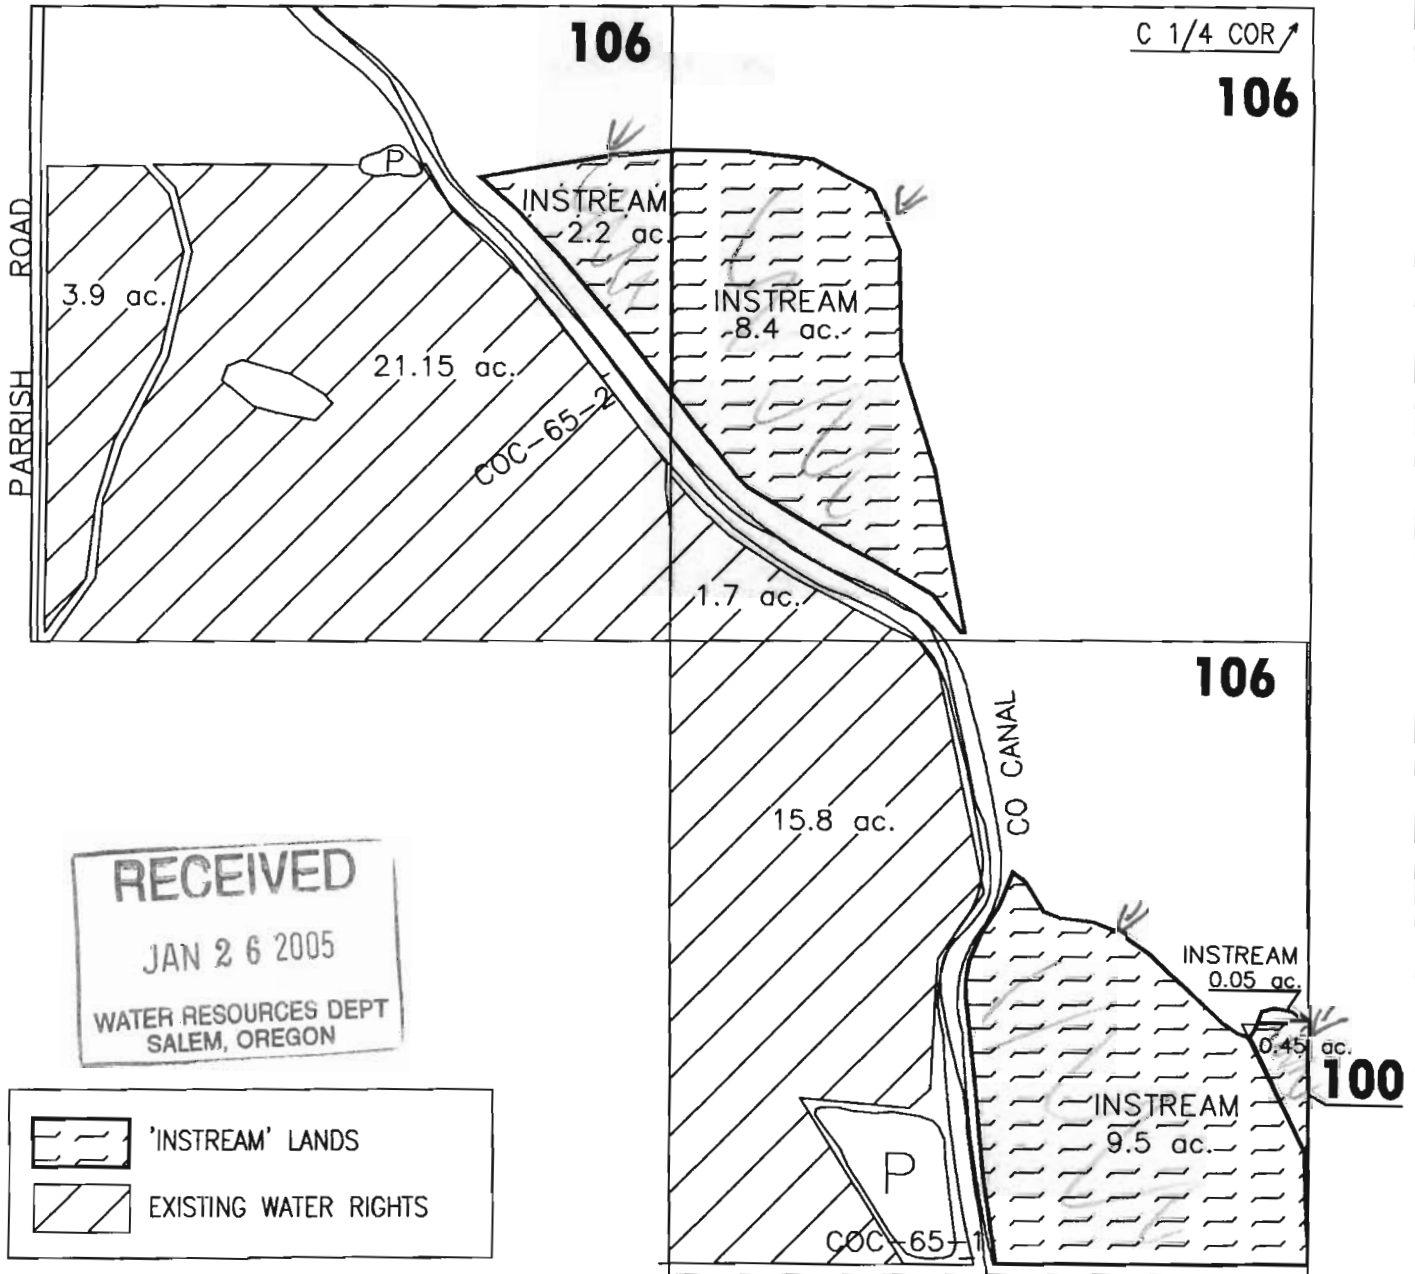 106
C 1/4 COR
106
P
INSTREAM
2.2 ac.
INSTREAM
8.4 ac.
PARRISH ROAD
3.9 ac.
21.15 ac.
COC-65-2
1.7 ac.
106
CO CANAL
15.8 ac.
RECEIVED
JAN 26 2005
WATER RESOURCES DEPT
SALEM, OREGON
INSTREAM
0.05 ac.
0.45 ac.
100
INSTREAM
9.5 ac.
P
COC-65-1
'INSTREAM' LANDS
EXISTING WATER RIGHTS